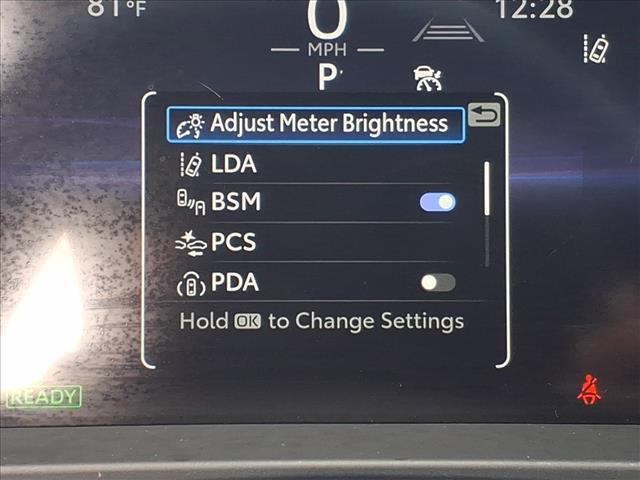 81°F
0
12:28
MPH
P
Adjust Meter Brightness
LDA
BSM
PCS
PDA
Hold OK to Change Settings
READY